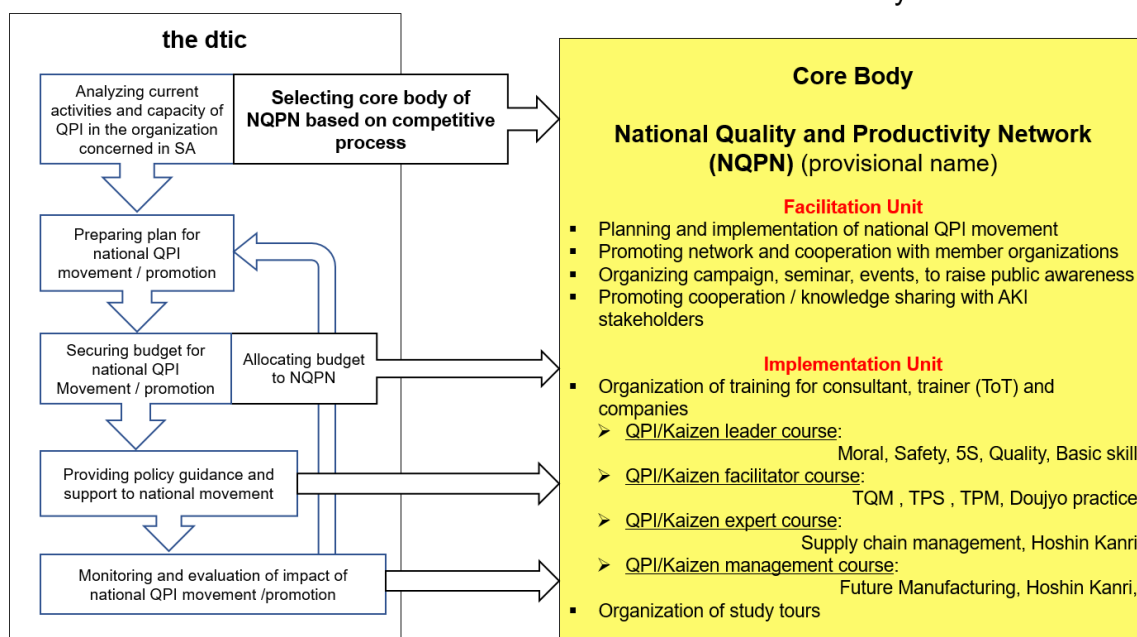 the dtic
Analyzing current
activities and capacity of
QPI in the organization
concerned in SA
Selecting core body of
NQPN based on competitive
process
Preparing plan for
national QPI
movement / promotion
Securing budget for
national QPI
Movement / promotion
Allocating budget
to NQPN
Providing policy guidance and
support to national movement
Monitoring and evaluation of impact of
national QPI movement /promotion
Core Body
National Quality and Productivity Network
(NQPN) (provisional name)
Facilitation Unit
▪ Planning and implementation of national QPI movement
▪ Promoting network and cooperation with member organizations
▪ Organizing campaign, seminar, events, to raise public awareness
▪ Promoting cooperation / knowledge sharing with AKI
stakeholders
Implementation Unit
▪ Organization of training for consultant, trainer (ToT) and
companies
➢ QPI/Kaizen leader course:
Moral, Safety, 5S, Quality, Basic skill
➢ QPI/Kaizen facilitator course:
TQM , TPS , TPM, Doujyo practice
➢ QPI/Kaizen expert course:
Supply chain management, Hoshin Kanri
➢ QPI/Kaizen management course:
Future Manufacturing, Hoshin Kanri,
▪ Organization of study tours